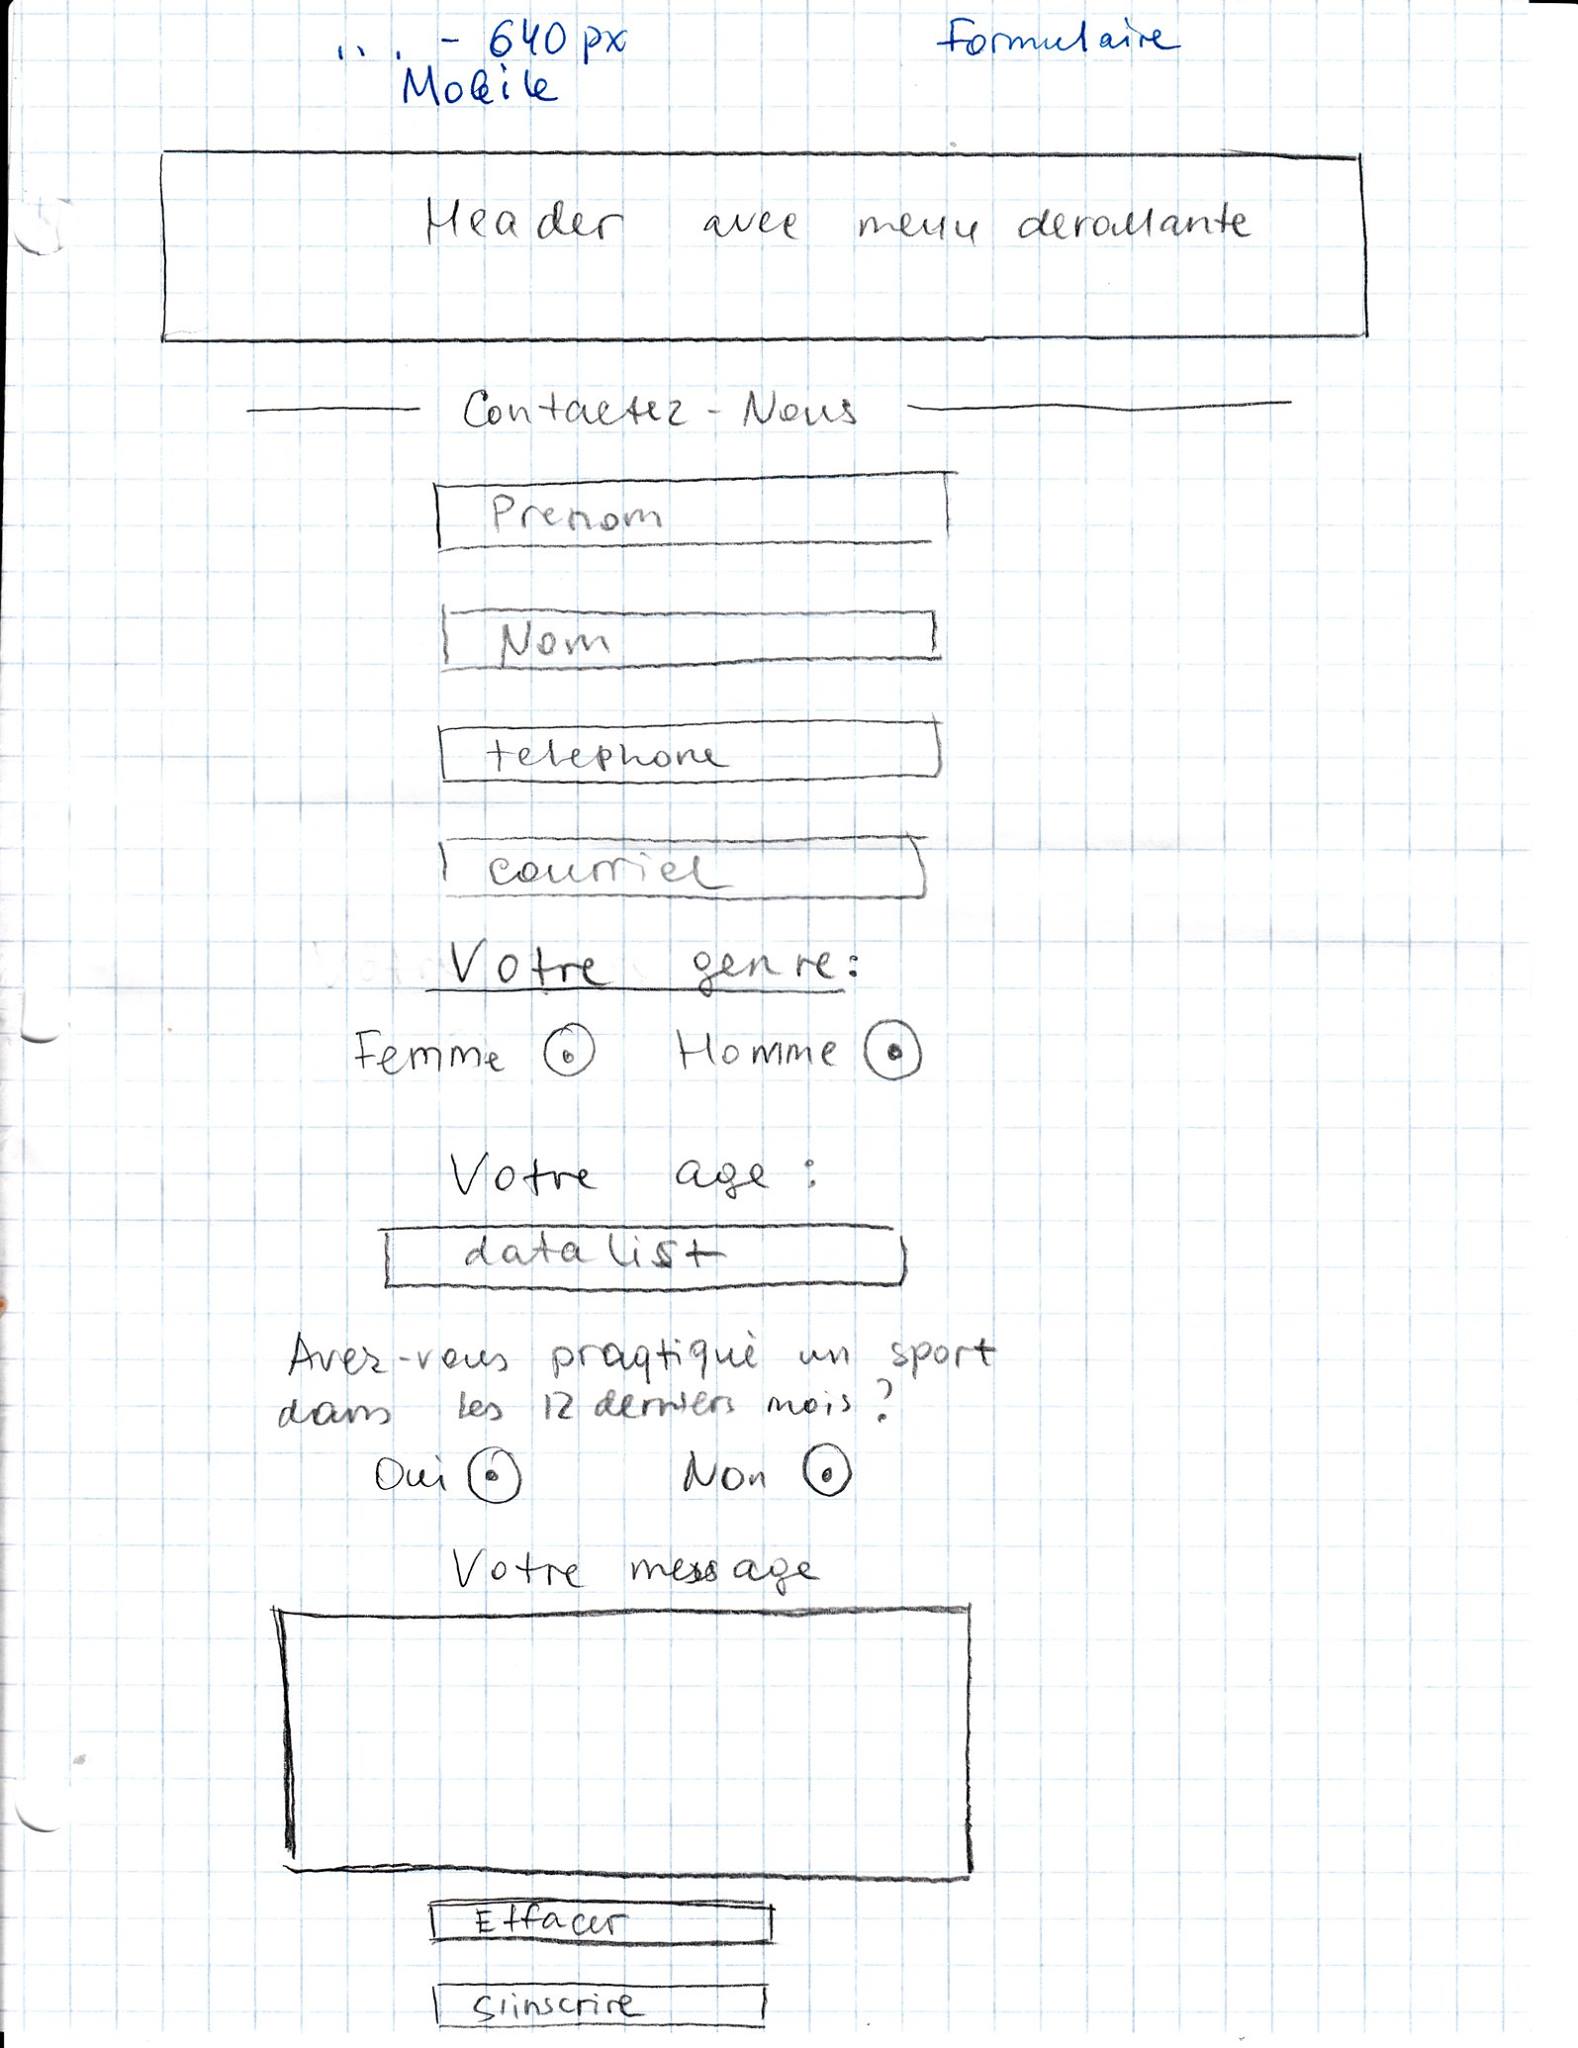 ... - 640 px
Mobile
Formulaire
Header avec menu derollante
Contactez-Nous
Prenom
Nom
telephone
courriel
Votre genre:
Femme Homme
Votre age:
datalist
Avez-vous praqtiqué un sport
dans les 12 derniers mois?
Oui Non
Votre message
Effacer
S'inscrire